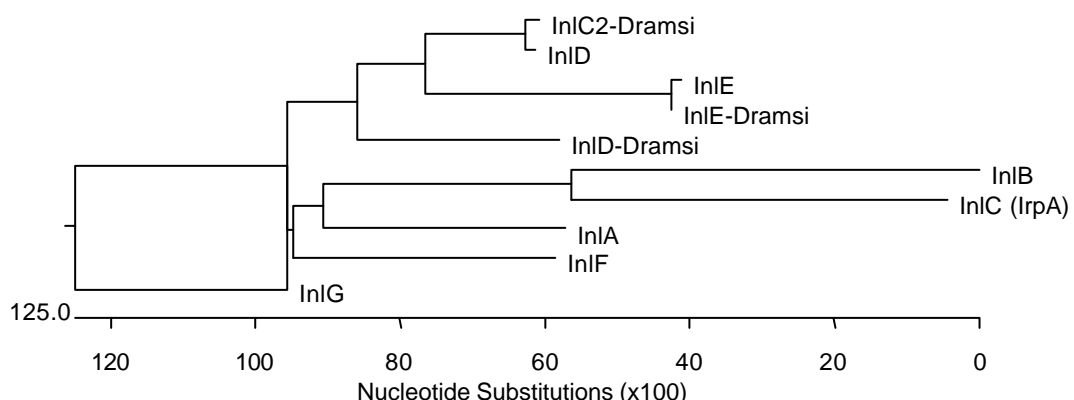 InlC2-Dramsi
InlD
InlE
InlE-Dramsi
InlD-Dramsi
InlB
InlC (IrpA)
InlA
InlF
InlG
125.0
120 100 80 60 40 20 0
Nucleotide Substitutions (x100)